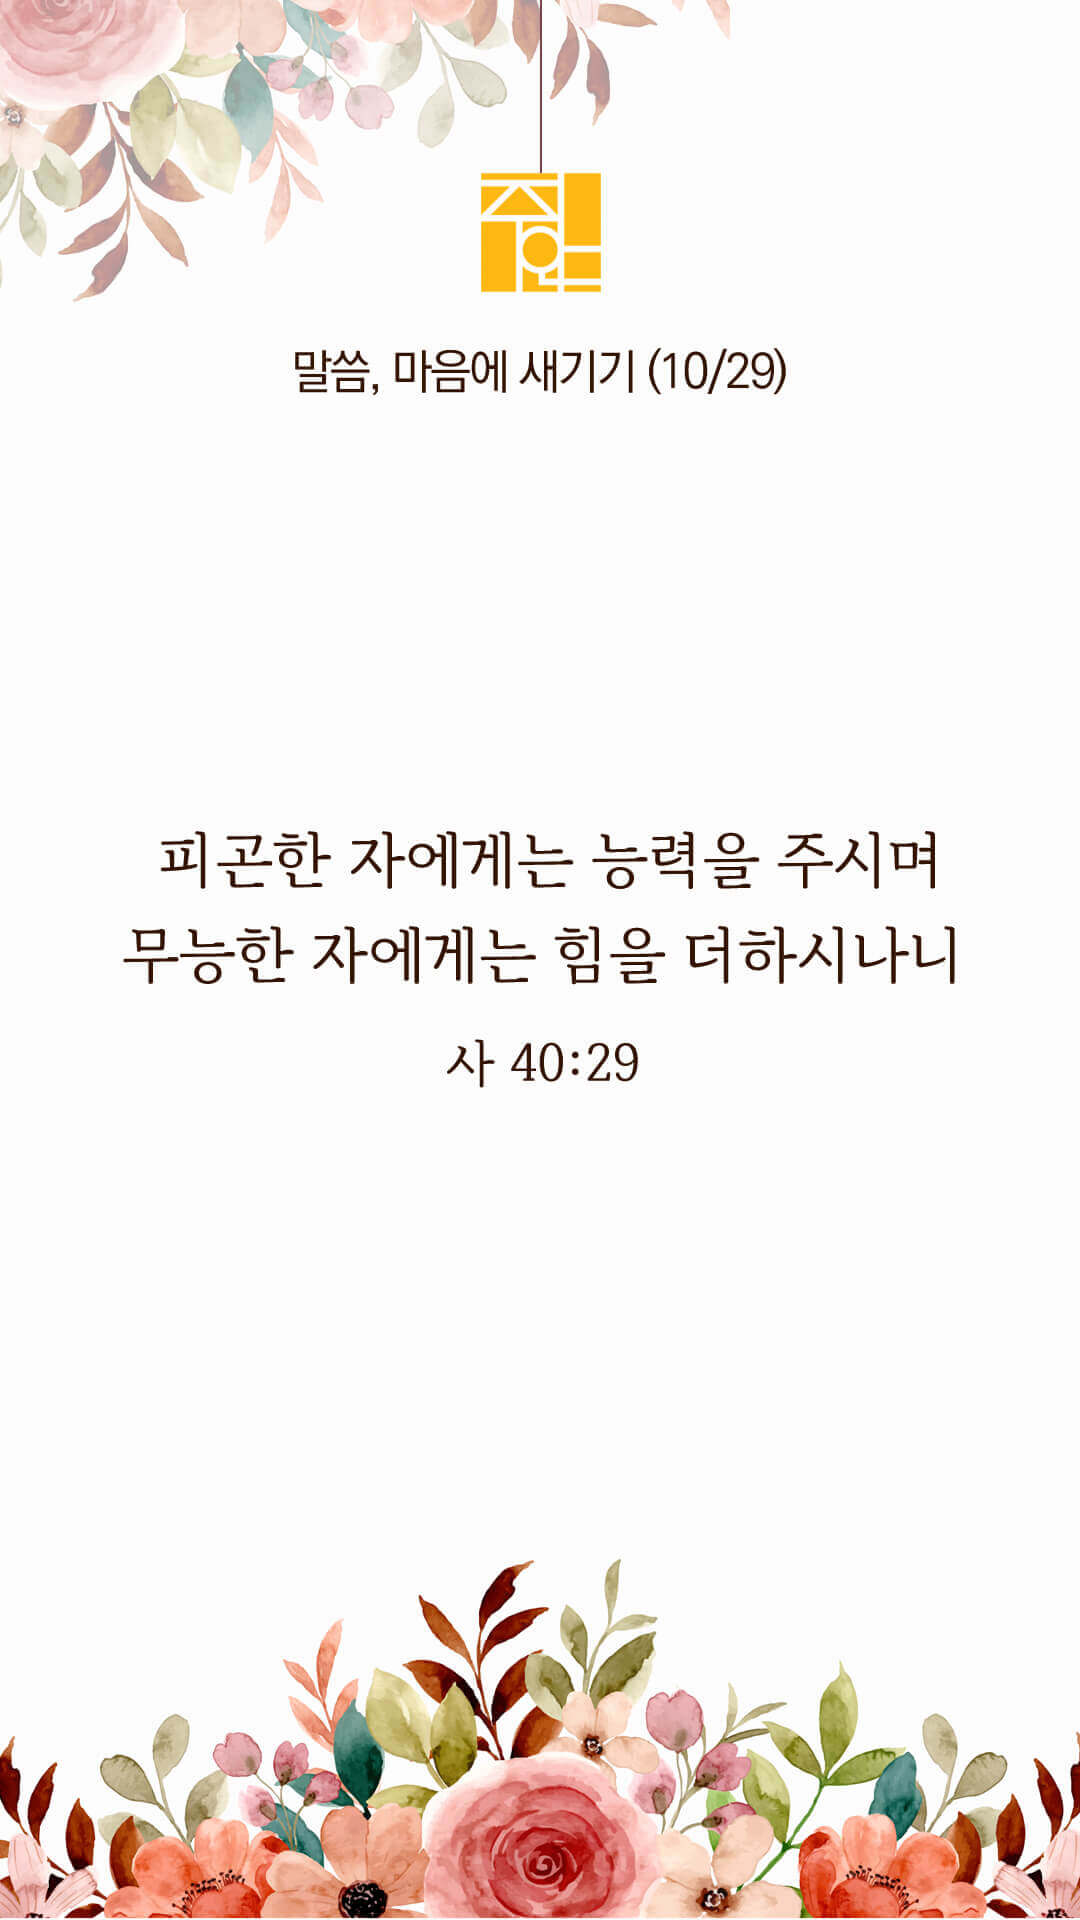 증인
말씀, 마음에 새기기 (10/29)
피곤한 자에게는 능력을 주시며
무능한 자에게는 힘을 더하시나니
사 40:29